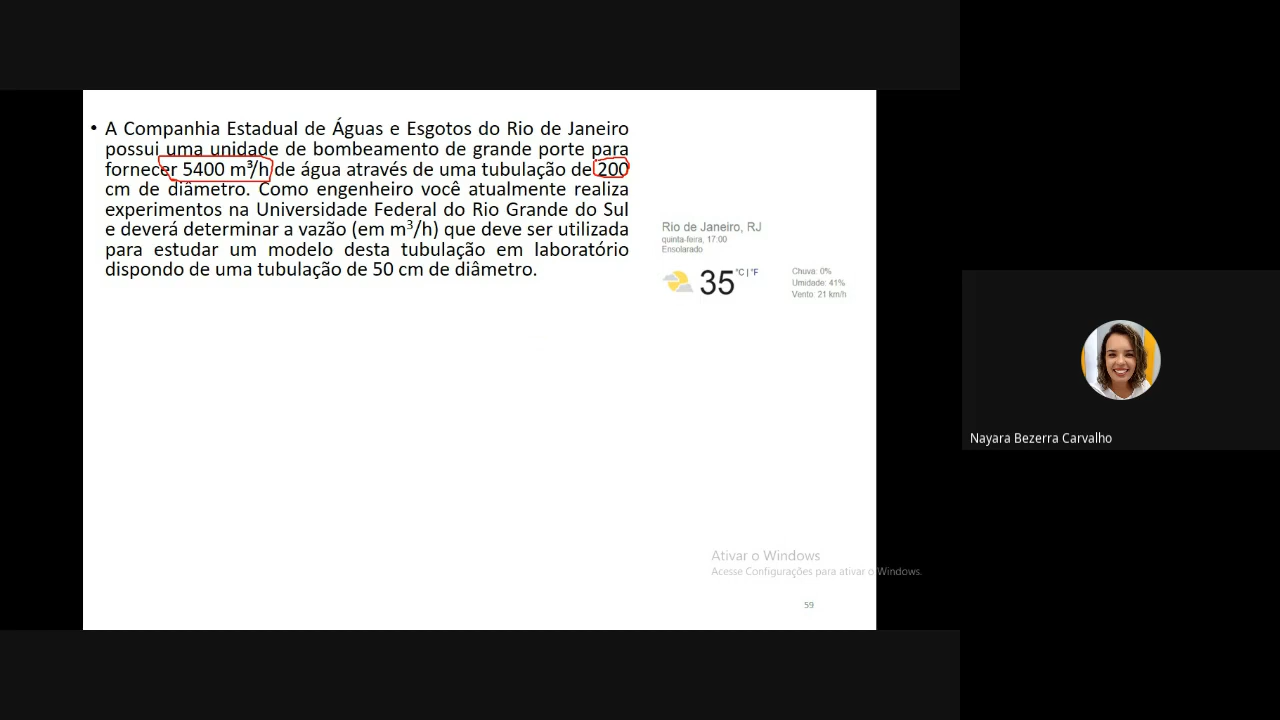 • A Companhia Estadual de Águas e Esgotos do Rio de Janeiro
possui uma unidade de bombeamento de grande porte para
fornecer 5400 m³/h de água através de uma tubulação de 200
cm de diâmetro. Como engenheiro você atualmente realiza
experimentos na Universidade Federal do Rio Grande do Sul
e deverá determinar a vazão (em m³/h) que deve ser utilizada
para estudar um modelo desta tubulação em laboratório
dispondo de uma tubulação de 50 cm de diâmetro.
Rio de Janeiro, RJ
quinta-feira, 17:00
Ensolarado
35 °C | °F
Chuva: 0%
Umidade: 41%
Vento: 21 km/h
Nayara Bezerra Carvalho
Ativar o Windows
Acesse Configurações para ativar o Windows.
59